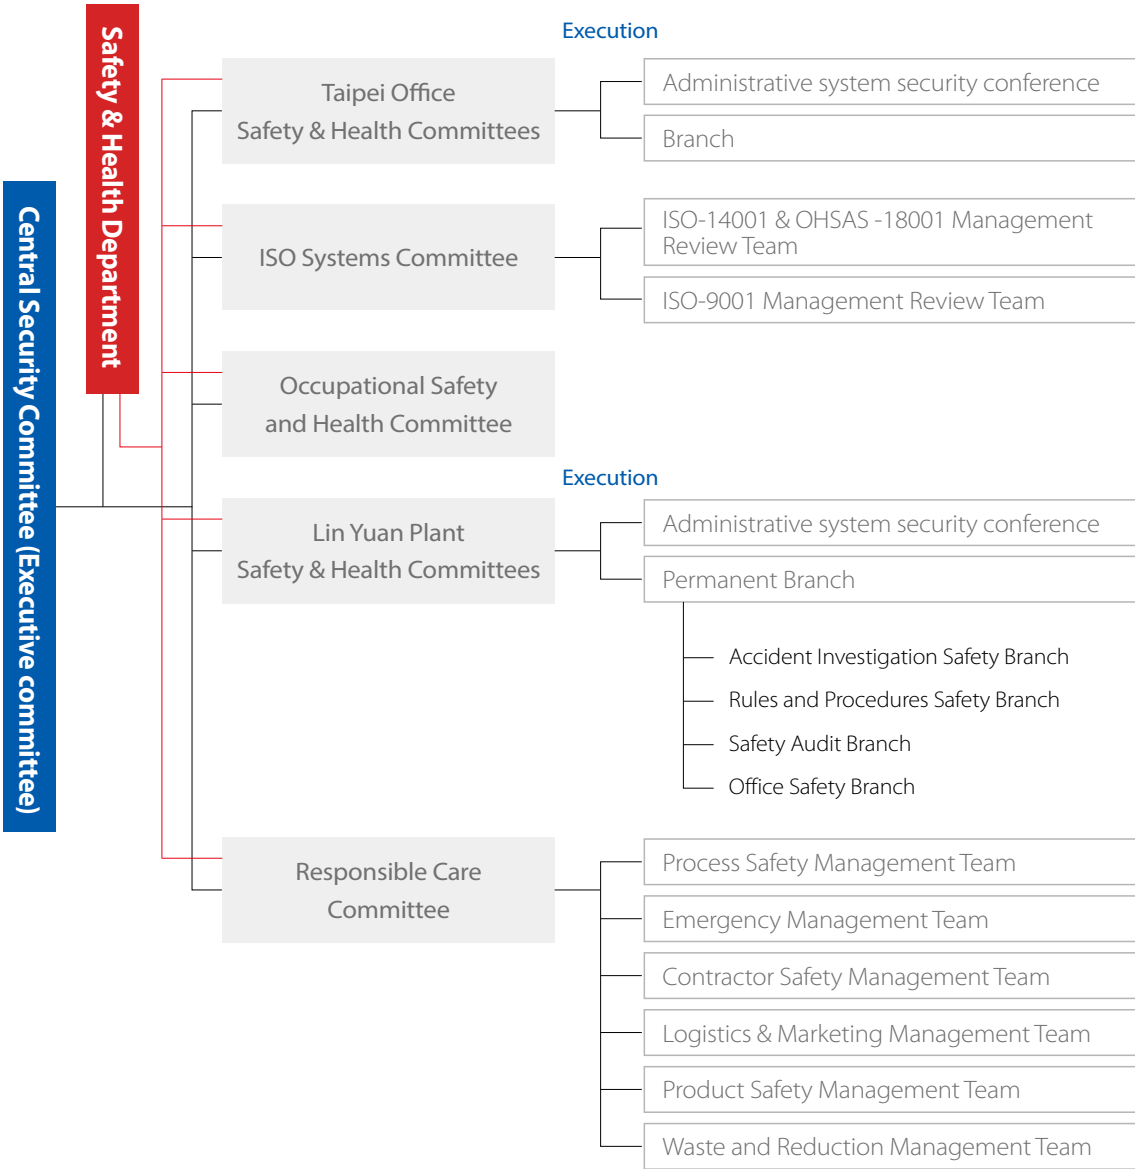 Central Security Committee (Executive committee)
Safety & Health Department
Execution
Taipei Office
Safety & Health Committees
Administrative system security conference
Branch
ISO Systems Committee
ISO-14001 & OHSAS -18001 Management
Review Team
ISO-9001 Management Review Team
Occupational Safety
and Health Committee
Execution
Lin Yuan Plant
Safety & Health Committees
Administrative system security conference
Permanent Branch
Accident Investigation Safety Branch
Rules and Procedures Safety Branch
Safety Audit Branch
Office Safety Branch
Responsible Care
Committee
Process Safety Management Team
Emergency Management Team
Contractor Safety Management Team
Logistics & Marketing Management Team
Product Safety Management Team
Waste and Reduction Management Team